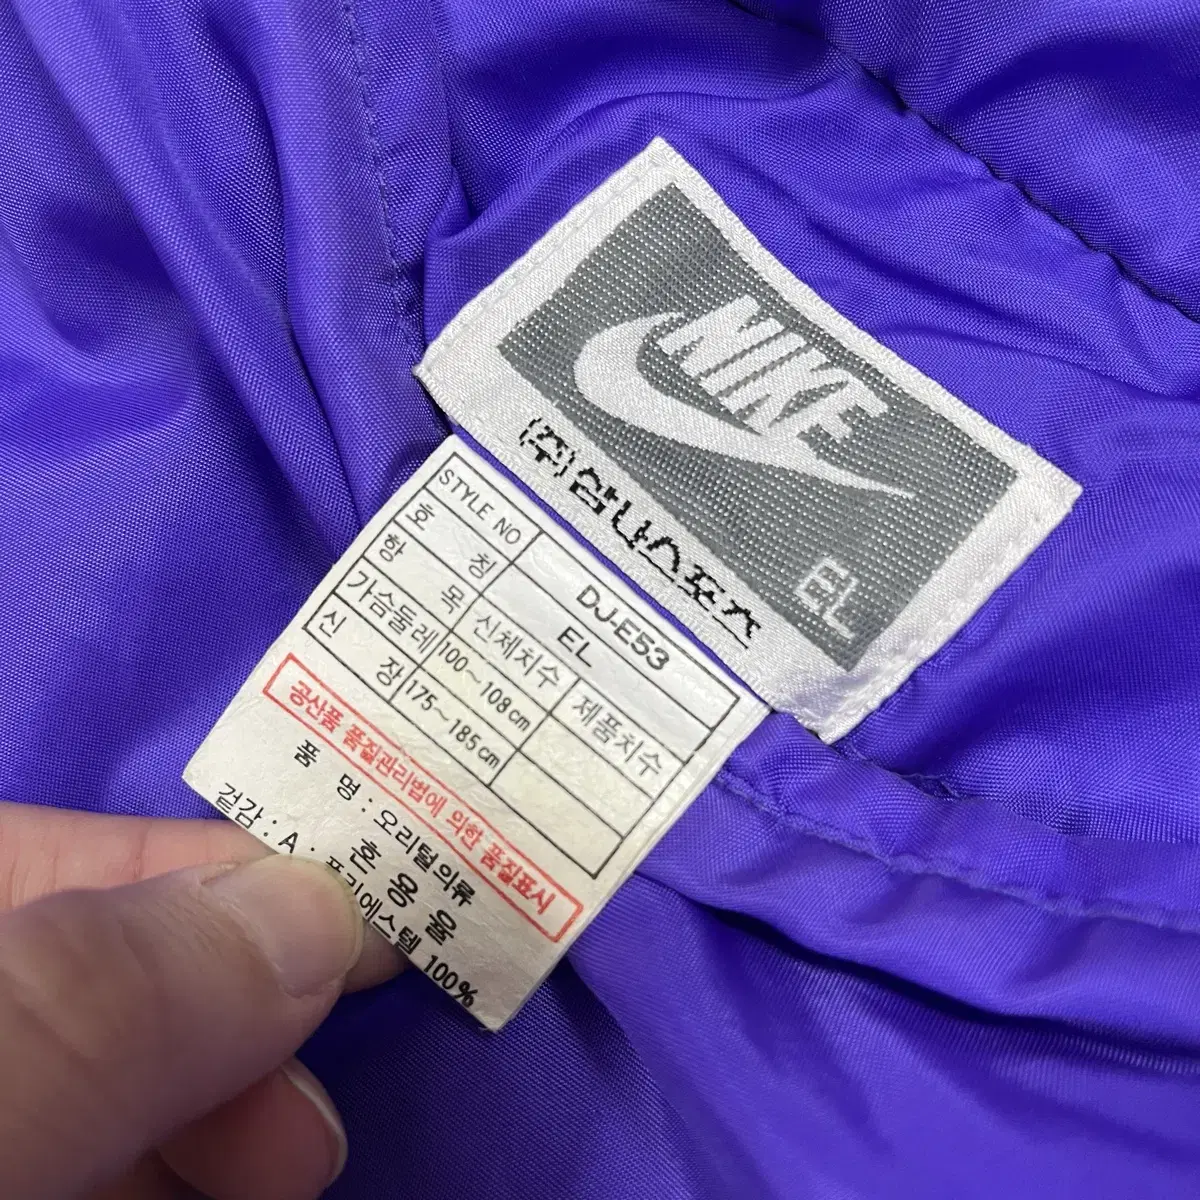 NIKE
EL
(주)삼나스포츠
STYLE NO DJ-E53
호 칭 EL
항 목 신체치수 제품치수
가슴둘레 100~108cm
신 장 175~185cm
공산품 품질관리법에 의한 품질표시
품 명 : 오리털의류
혼용율
겉감 : A : 폴리에스텔 100%